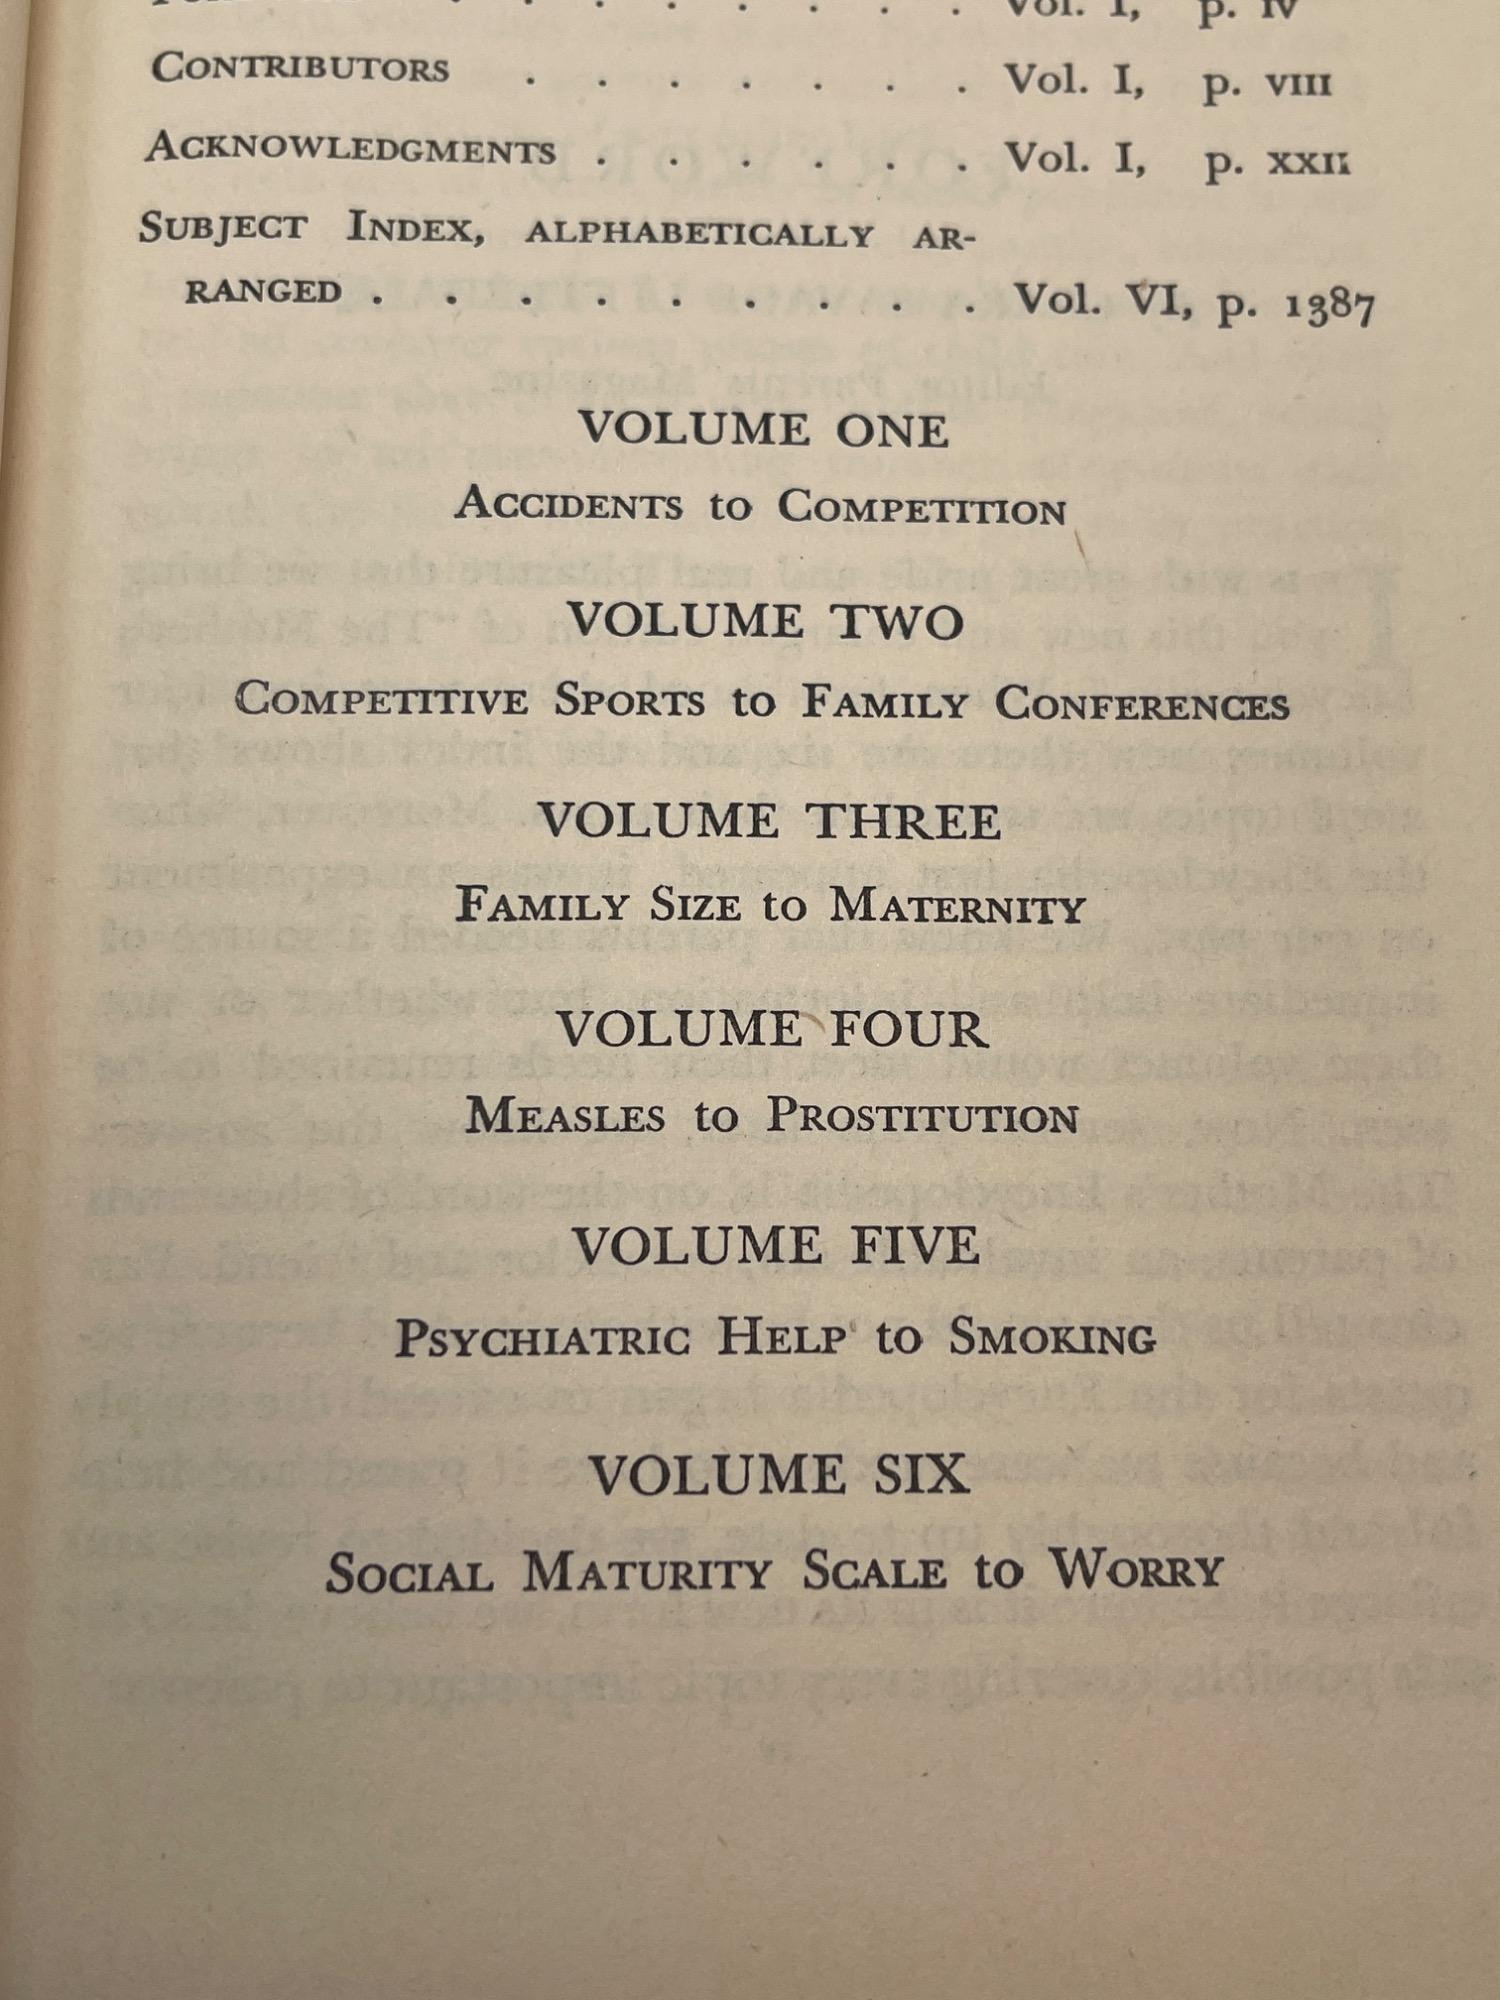 Vol. I, p. iv
Contributors . . . . . . . Vol. I, p. viii
Acknowledgments . . . . . . Vol. I, p. xxii
Subject Index, alphabetically ar-
ranged . . . . . . . . . Vol. VI, p. 1387
VOLUME ONE
Accidents to Competition
VOLUME TWO
Competitive Sports to Family Conferences
VOLUME THREE
Family Size to Maternity
VOLUME FOUR
Measles to Prostitution
VOLUME FIVE
Psychiatric Help to Smoking
VOLUME SIX
Social Maturity Scale to Worry